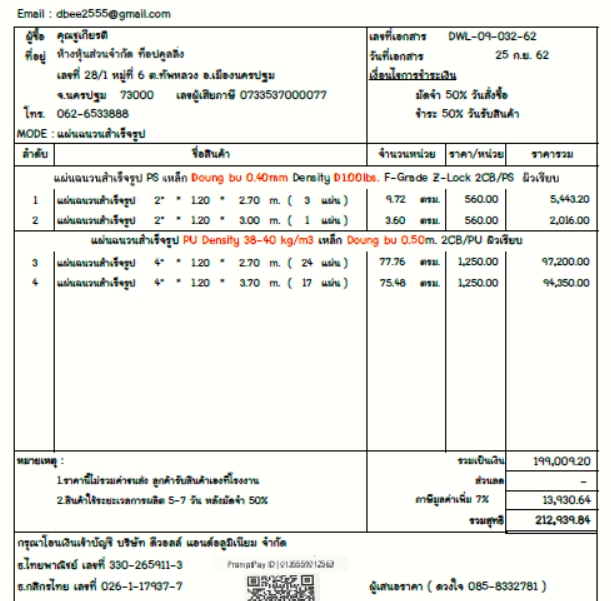 Email : dbee2555@gmail.com
ผู้ซื้อ คุณชูเกียรติ เลขที่เอกสาร DWL-09-032-62
ที่อยู่ ห้างหุ้นส่วนจำกัด ท็อปคูลลิ่ง วันที่เอกสาร 25 ก.ย. 62
เลขที่ 28/1 หมู่ที่ 6 ต.ทัพหลวง อ.เมืองนครปฐม เงื่อนไขการชำระเงิน
จ.นครปฐม 73000 เลขผู้เสียภาษี 0733537000077 มัดจำ 50% วันสั่งซื้อ
โทร. 062-6533888 ชำระ 50% วันรับสินค้า
MODE : แผ่นฉนวนสำเร็จรูป
ลำดับ ชื่อสินค้า จำนวนหน่วย ราคา/หน่วย ราคารวม
แผ่นฉนวนสำเร็จรูป PS เหล็ก Doung bu 0.40mm Density D1.00lbs. F-Grade Z-Lock 2CB/PS ผิวเรียบ
1 แผ่นฉนวนสำเร็จรูป 2" * 1.20 * 2.70 m. ( 3 แผ่น ) 9.72 ตรม. 560.00 5,443.20
2 แผ่นฉนวนสำเร็จรูป 2" * 1.20 * 3.00 m. ( 1 แผ่น ) 3.60 ตรม. 560.00 2,016.00
แผ่นฉนวนสำเร็จรูป PU Density 38-40 kg/m3 เหล็ก Doung bu 0.50m. 2CB/PU ผิวเรียบ
3 แผ่นฉนวนสำเร็จรูป 4" * 1.20 * 2.70 m. ( 24 แผ่น ) 77.76 ตรม. 1,250.00 97,200.00
4 แผ่นฉนวนสำเร็จรูป 4" * 1.20 * 3.70 m. ( 17 แผ่น ) 75.48 ตรม. 1,250.00 94,350.00
หมายเหตุ : รวมเป็นเงิน 199,009.20
1.ราคานี้ไม่รวมค่าขนส่ง ลูกค้ารับสินค้าเองที่โรงงาน ส่วนลด -
2.สินค้าใช้ระยะเวลการผลิต 5-7 วัน หลังมัดจำ 50% ภาษีมูลค่าเพิ่ม 7% 13,930.64
รวมสุทธิ 212,939.84
กรุณาโอนเงินเข้าบัญชี บริษัท ดีวอลล์ แอนด์อลูมิเนียม จำกัด
ธ.ไทยพาณิชย์ เลขที่ 330-265911-3 PromptPay ID | 0135559012563
ธ.กสิกรไทย เลขที่ 026-1-17937-7 ผู้เสนอราคา ( ดวงใจ 085-8332781 )